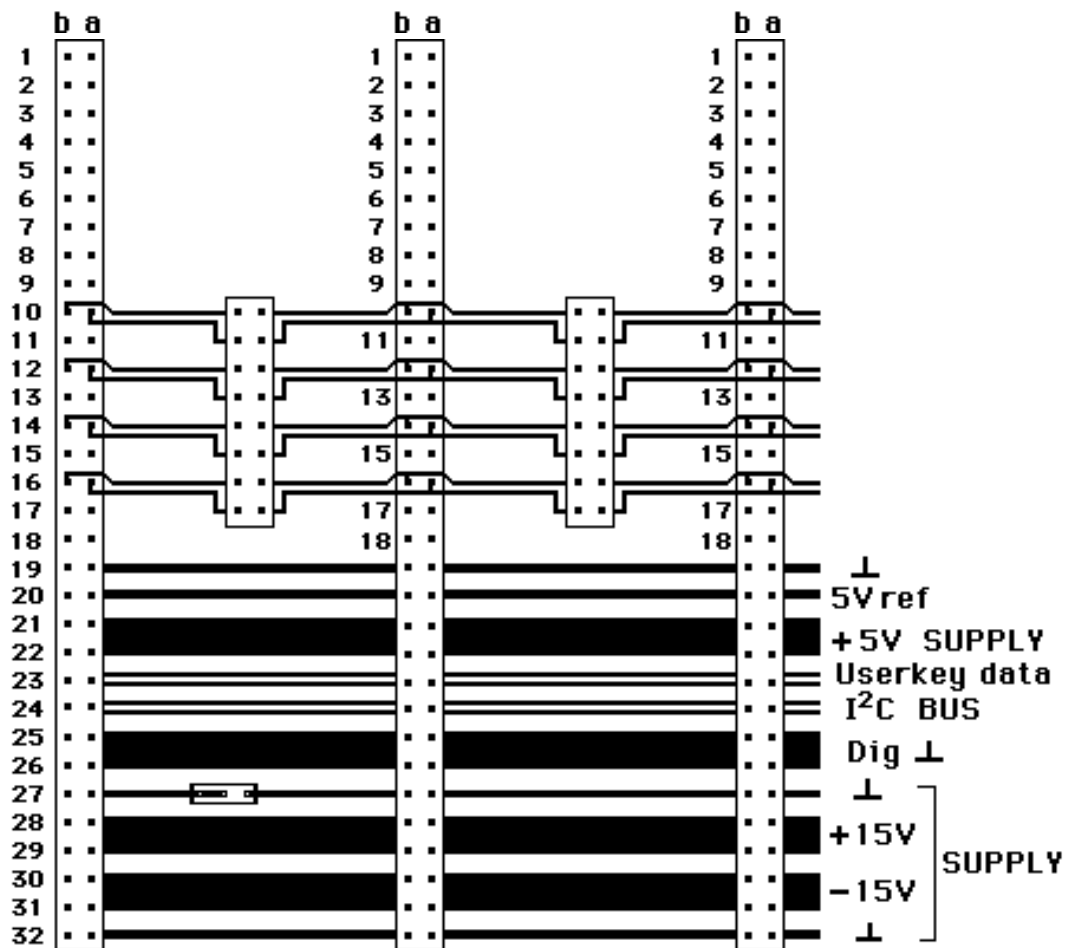 b a b a b a
1 1 1
2 2 2
3 3 3
4 4 4
5 5 5
6 6 6
7 7 7
8 8 8
9 9 9
10
11 11 11
12
13 13 13
14
15 15 15
16
17 17 17
18 18 18
19 ⊥
20 5V ref
21
+5V SUPPLY
22
23 Userkey data
24 I²C BUS
25
Dig ⊥
26
27 ⊥
28
+15V
29
SUPPLY
30
-15V
31
32 ⊥